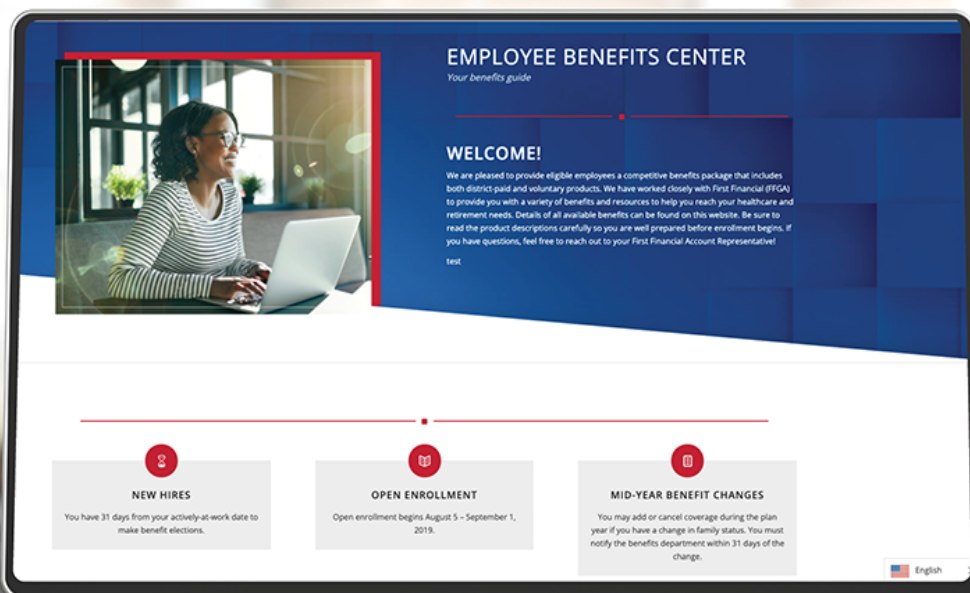 EMPLOYEE BENEFITS CENTER
Your benefits guide
WELCOME!
We are pleased to provide eligible employees a competitive benefits package that includes
both district-paid and voluntary products. We have worked closely with First Financial (FFGA)
to provide you with a variety of benefits and resources to help you reach your healthcare and
retirement needs. Details of all available benefits can be found on this website. Be sure to
read the product descriptions carefully so you are well prepared before enrollment begins. If
you have questions, feel free to reach out to your First Financial Account Representative!
test
NEW HIRES
You have 31 days from your actively-at-work date to
make benefit elections.
OPEN ENROLLMENT
Open enrollment begins August 5 – September 1,
2019.
MID-YEAR BENEFIT CHANGES
You may add or cancel coverage during the plan
year if you have a change in family status. You must
notify the benefits department within 31 days of the
change.
English